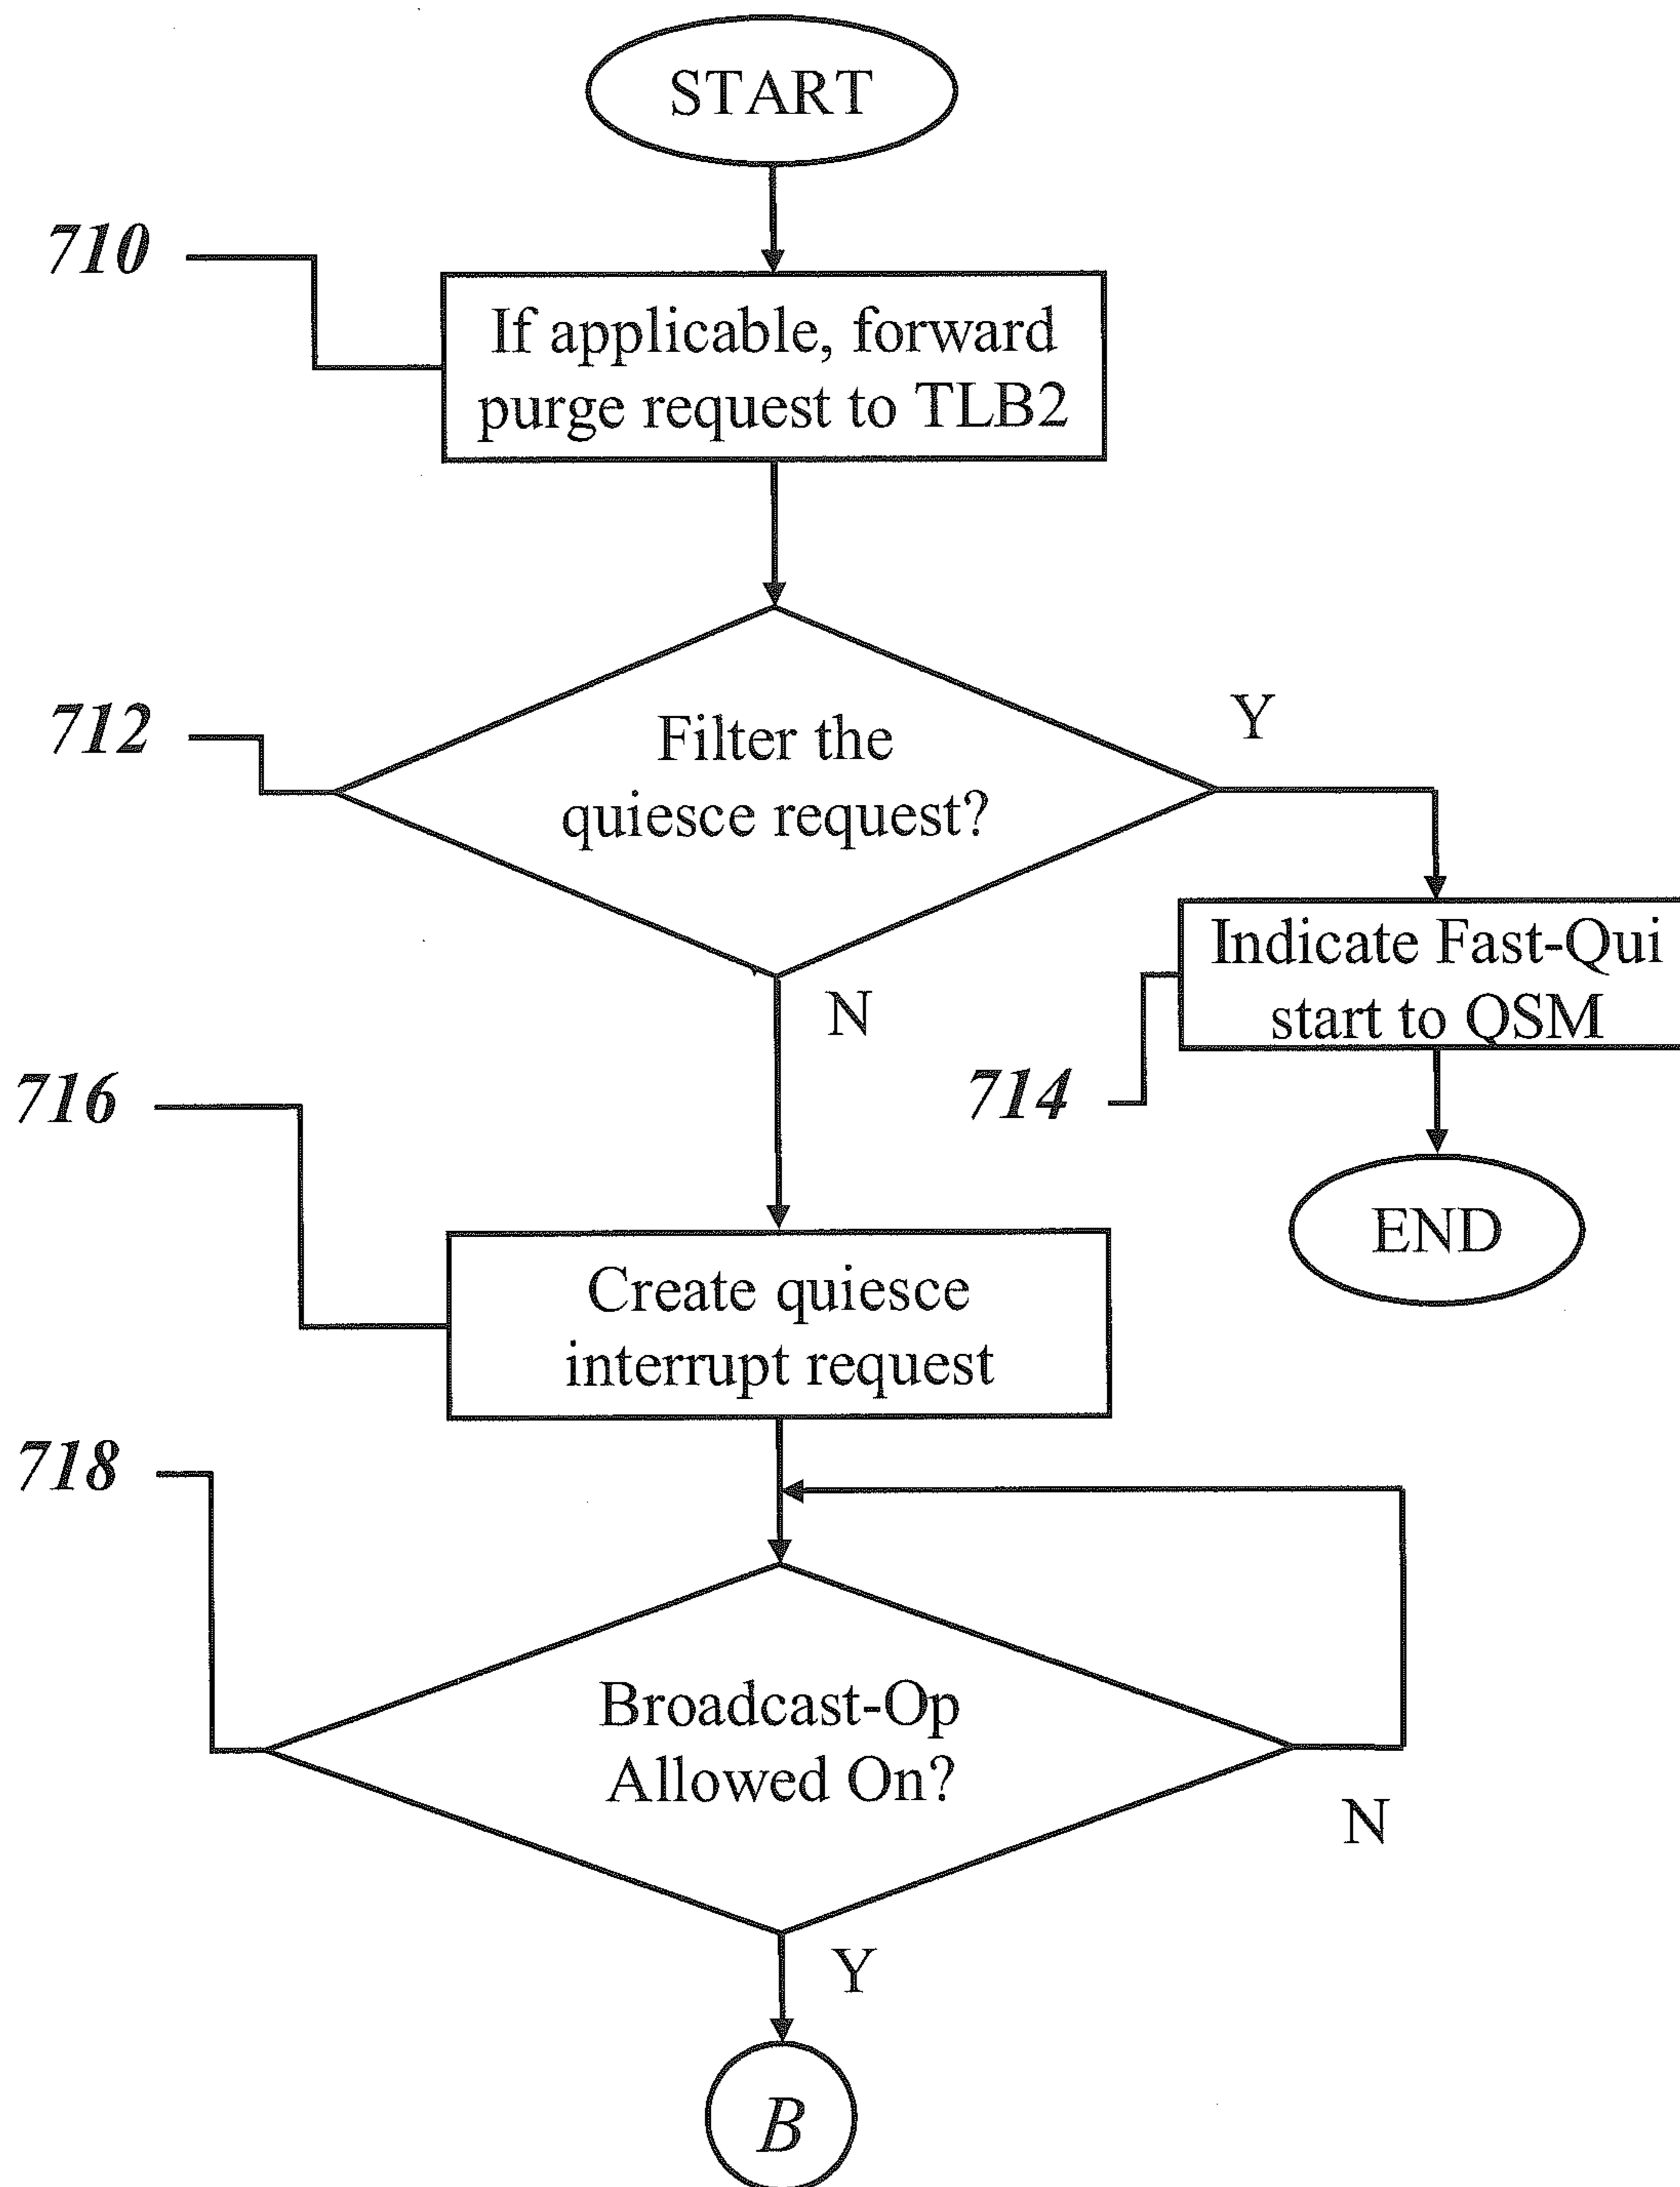 START
710
If applicable, forward
purge request to TLB2
712
Filter the
quiesce request?
Y
Indicate Fast-Qui
start to QSM
N
714
716
END
Create quiesce
interrupt request
718
Broadcast-Op
Allowed On?
N
Y
B